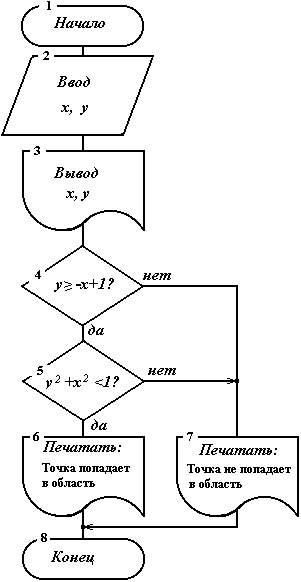 1
Начало
2
Ввод
x, y
3
Вывод
x, y
4
y ≥ -x+1?
нет
да
5
y² +x² <1?
нет
да
6
Печатать:
Точка попадает
в область
7
Печатать:
Точка не попадает
в область
8
Конец